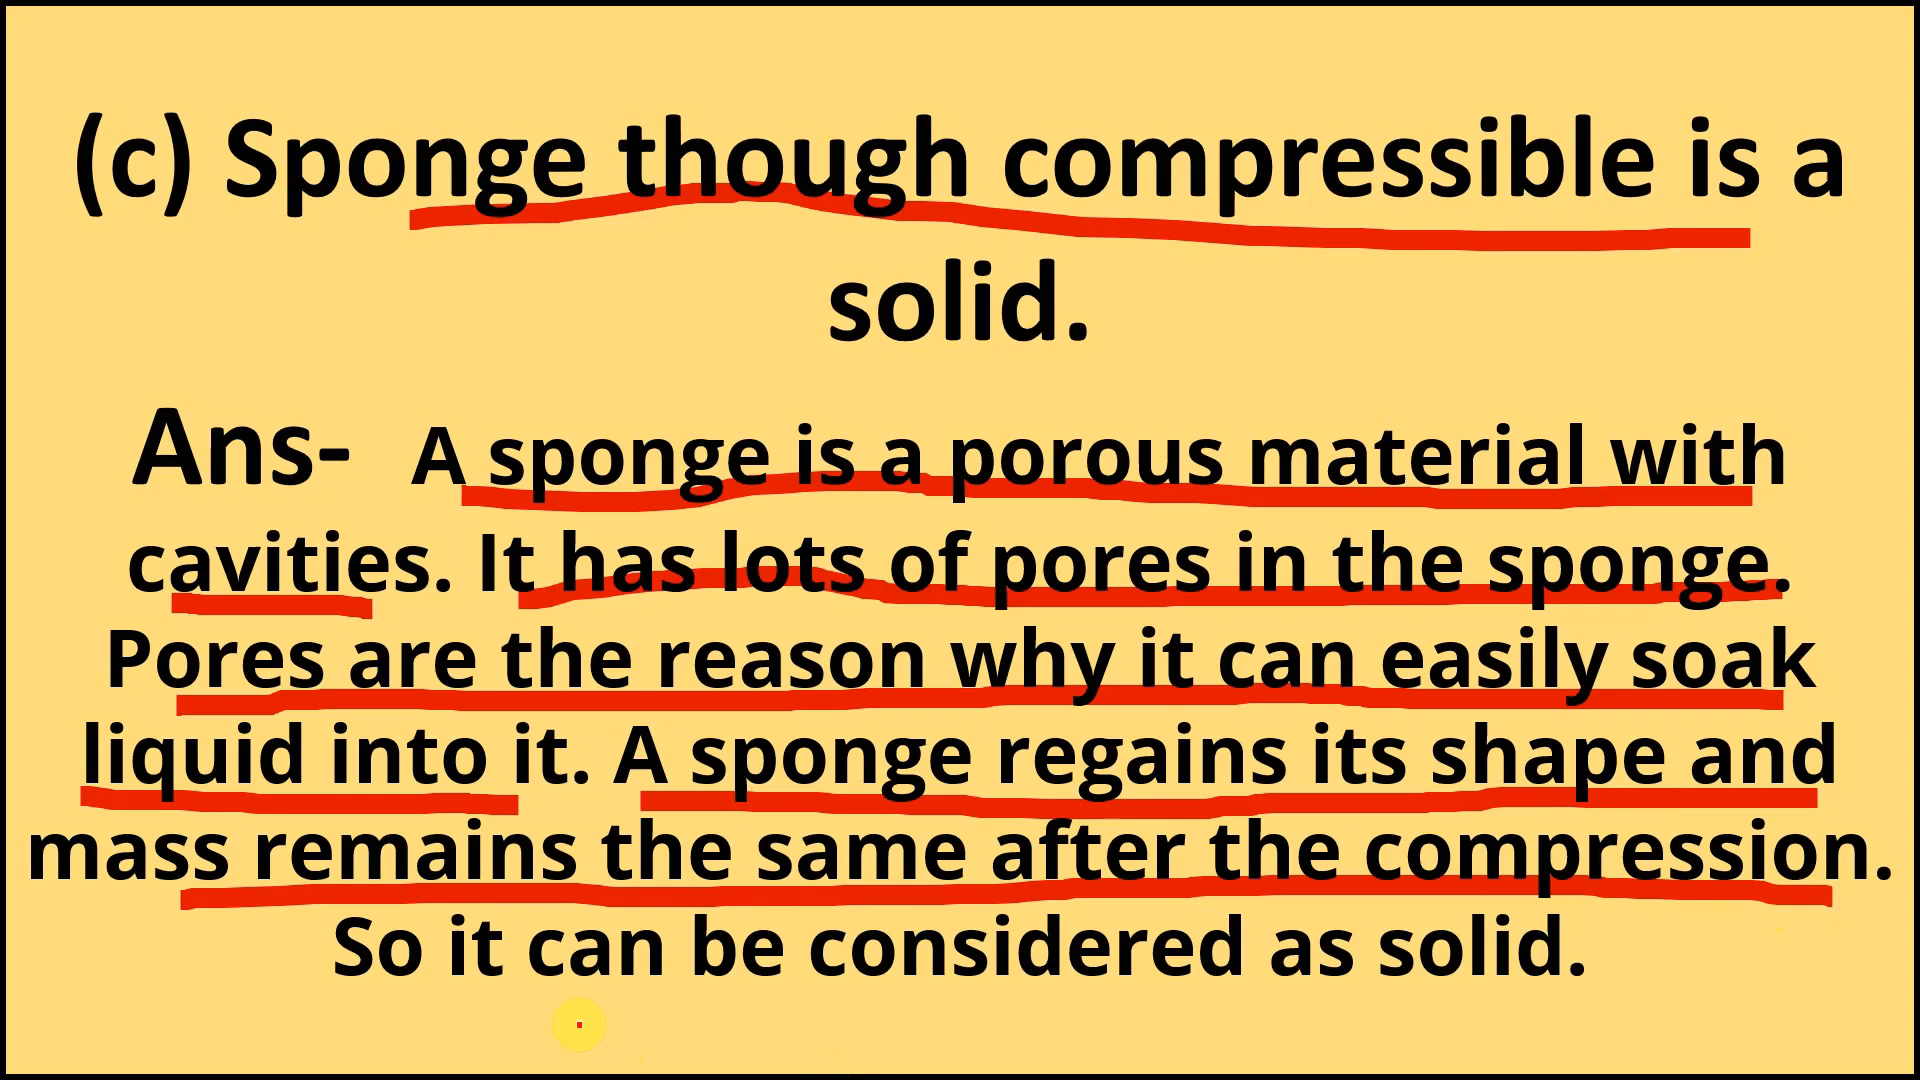 (c) Sponge though compressible is a
solid.
Ans- A sponge is a porous material with
cavities. It has lots of pores in the sponge.
Pores are the reason why it can easily soak
liquid into it. A sponge regains its shape and
mass remains the same after the compression.
So it can be considered as solid.